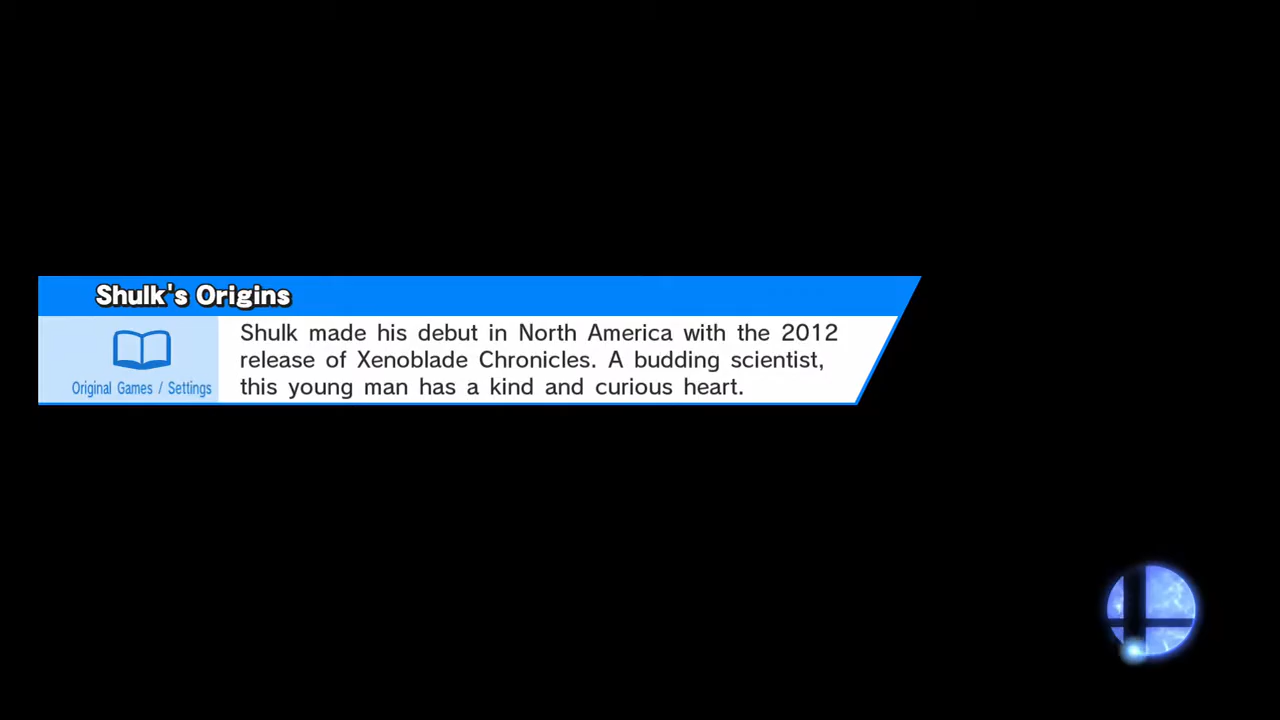 Shulk's Origins
Shulk made his debut in North America with the 2012
release of Xenoblade Chronicles. A budding scientist,
this young man has a kind and curious heart.
Original Games / Settings